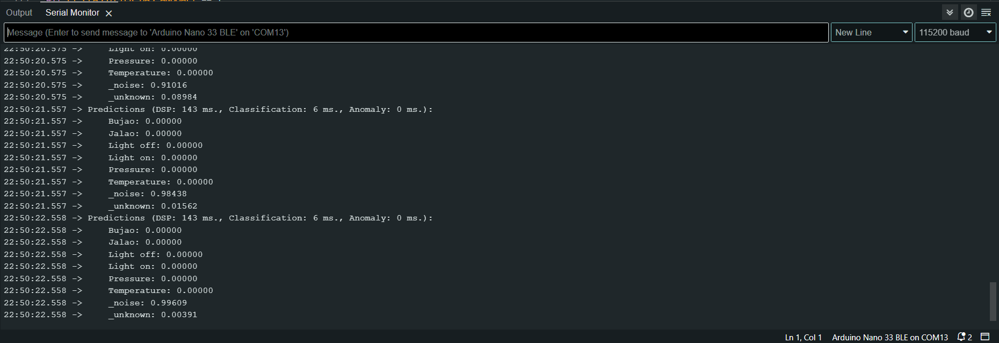 Output Serial Monitor
Message (Enter to send message to 'Arduino Nano 33 BLE' on 'COM13') New Line 115200 baud
22:50:20.575 -> Light on: 0.00000
22:50:20.575 -> Pressure: 0.00000
22:50:20.575 -> Temperature: 0.00000
22:50:20.575 -> _noise: 0.91016
22:50:20.575 -> _unknown: 0.08984
22:50:21.557 -> Predictions (DSP: 143 ms., Classification: 6 ms., Anomaly: 0 ms.):
22:50:21.557 -> Bujao: 0.00000
22:50:21.557 -> Jalao: 0.00000
22:50:21.557 -> Light off: 0.00000
22:50:21.557 -> Light on: 0.00000
22:50:21.557 -> Pressure: 0.00000
22:50:21.557 -> Temperature: 0.00000
22:50:21.557 -> _noise: 0.98438
22:50:21.557 -> _unknown: 0.01562
22:50:22.558 -> Predictions (DSP: 143 ms., Classification: 6 ms., Anomaly: 0 ms.):
22:50:22.558 -> Bujao: 0.00000
22:50:22.558 -> Jalao: 0.00000
22:50:22.558 -> Light off: 0.00000
22:50:22.558 -> Light on: 0.00000
22:50:22.558 -> Pressure: 0.00000
22:50:22.558 -> Temperature: 0.00000
22:50:22.558 -> _noise: 0.99609
22:50:22.558 -> _unknown: 0.00391
Ln 1, Col 1 Arduino Nano 33 BLE on COM13 2